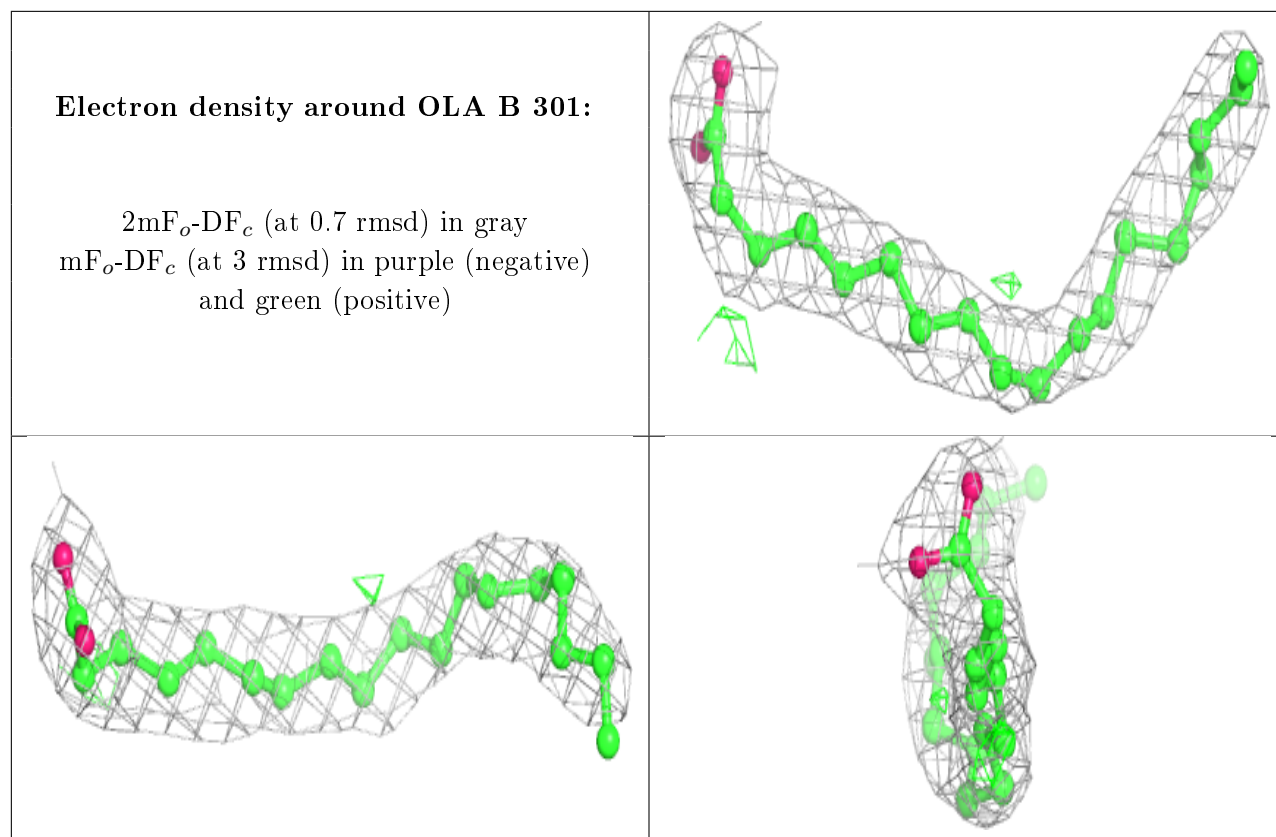 Electron density around OLA B 301:
2mFₒ-DF𝒸 (at 0.7 rmsd) in gray
mFₒ-DF𝒸 (at 3 rmsd) in purple (negative)
and green (positive)